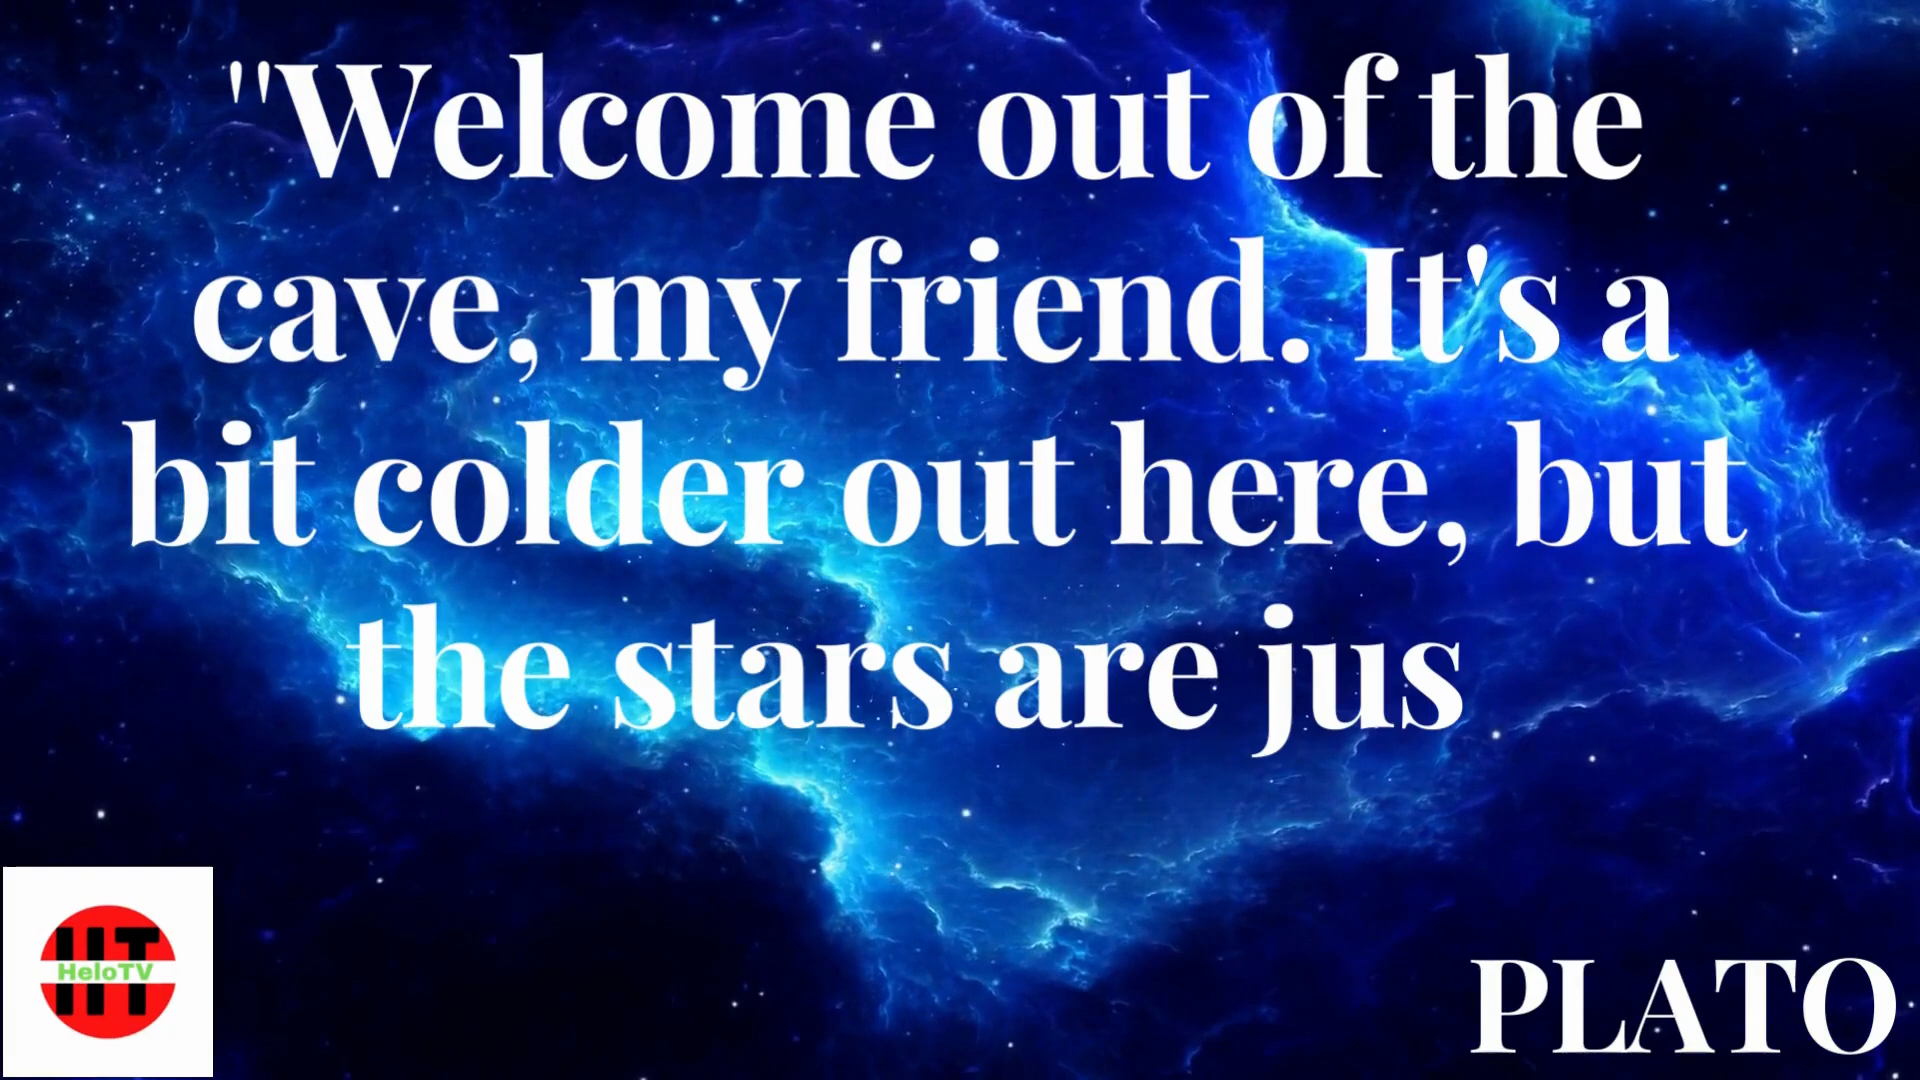 "Welcome out of the
cave, my friend. It's a
bit colder out here, but
the stars are jus
HT
HeloTV
PLATO